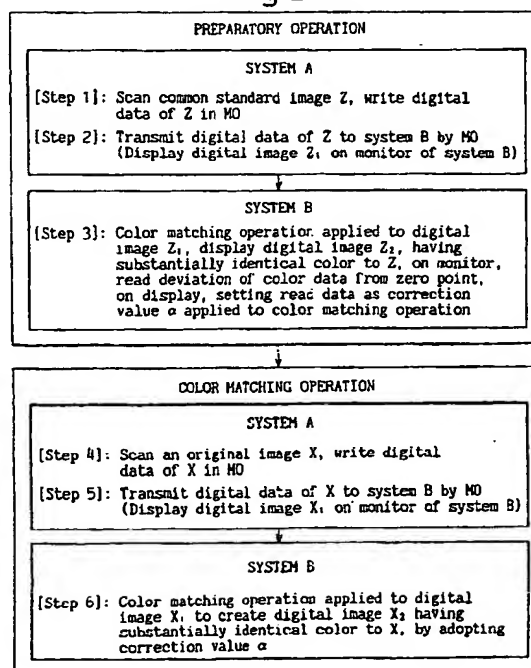 PREPARATORY OPERATION
SYSTEM A
[Step 1]: Scan common standard image Z, write digital
data of Z in MO
[Step 2]: Transmit digital data of Z to system B by MO
(Display digital image Z₁ on monitor of system B)
SYSTEM B
[Step 3]: Color matching operation applied to digital
image Z₁, display digital image Z₂, having
substantially identical color to Z, on monitor,
read deviation of color data from zero point,
on display, setting read data as correction
value α applied to color matching operation
COLOR MATCHING OPERATION
SYSTEM A
[Step 4]: Scan an original image X, write digital
data of X in MO
[Step 5]: Transmit digital data of X to system B by MO
(Display digital image X₁ on monitor of system B)
SYSTEM B
[Step 6]: Color matching operation applied to digital
image X₁ to create digital image X₂ having
substantially identical color to X, by adopting
correction value α